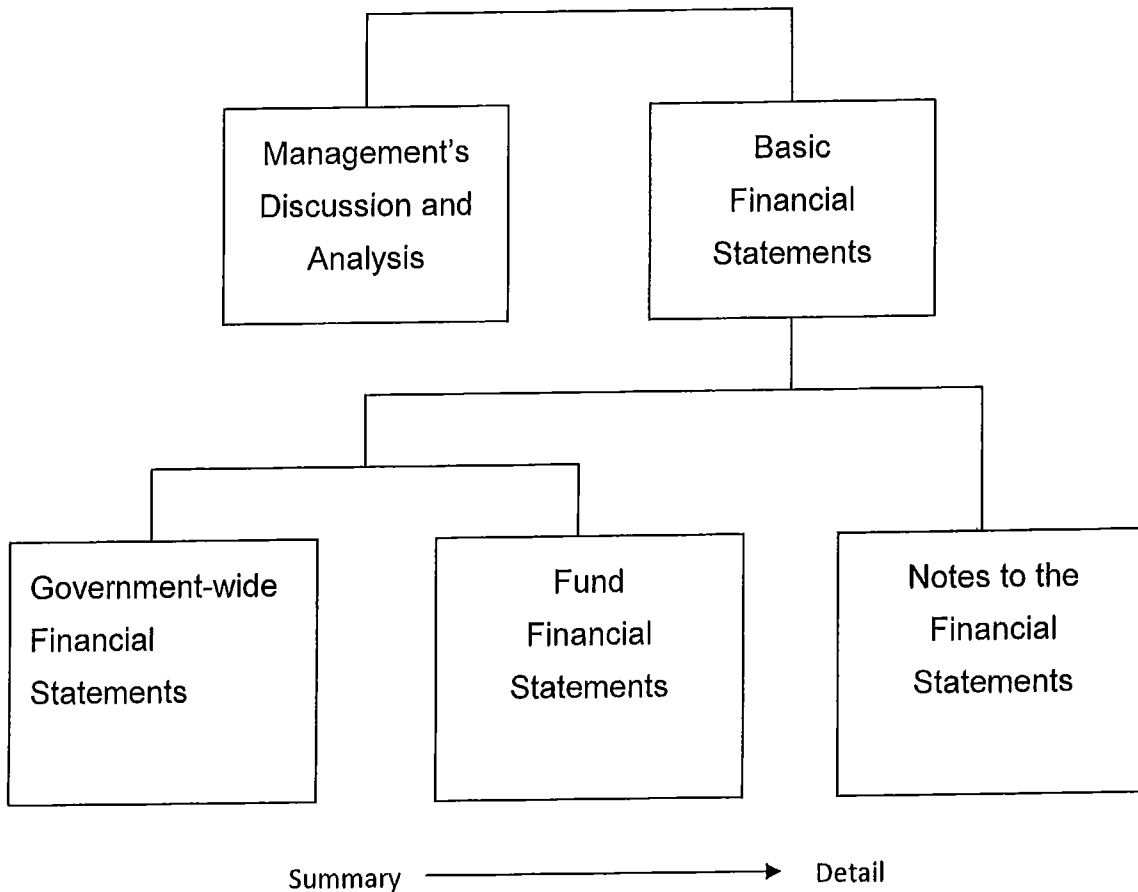 Management's
Discussion and
Analysis
Basic
Financial
Statements
Government-wide
Financial
Statements
Fund
Financial
Statements
Notes to the
Financial
Statements
Summary
Detail